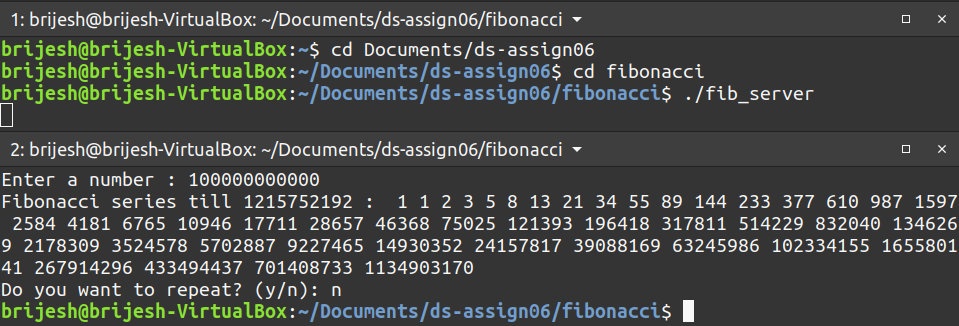 1: brijesh@brijesh-VirtualBox: ~/Documents/ds-assign06/fibonacci
brijesh@brijesh-VirtualBox:~$ cd Documents/ds-assign06
brijesh@brijesh-VirtualBox:~/Documents/ds-assign06$ cd fibonacci
brijesh@brijesh-VirtualBox:~/Documents/ds-assign06/fibonacci$ ./fib_server
2: brijesh@brijesh-VirtualBox: ~/Documents/ds-assign06/fibonacci
Enter a number : 100000000000
Fibonacci series till 1215752192 :  1 1 2 3 5 8 13 21 34 55 89 144 233 377 610 987 1597
 2584 4181 6765 10946 17711 28657 46368 75025 121393 196418 317811 514229 832040 134626
9 2178309 3524578 5702887 9227465 14930352 24157817 39088169 63245986 102334155 1655801
41 267914296 433494437 701408733 1134903170
Do you want to repeat? (y/n): n
brijesh@brijesh-VirtualBox:~/Documents/ds-assign06/fibonacci$